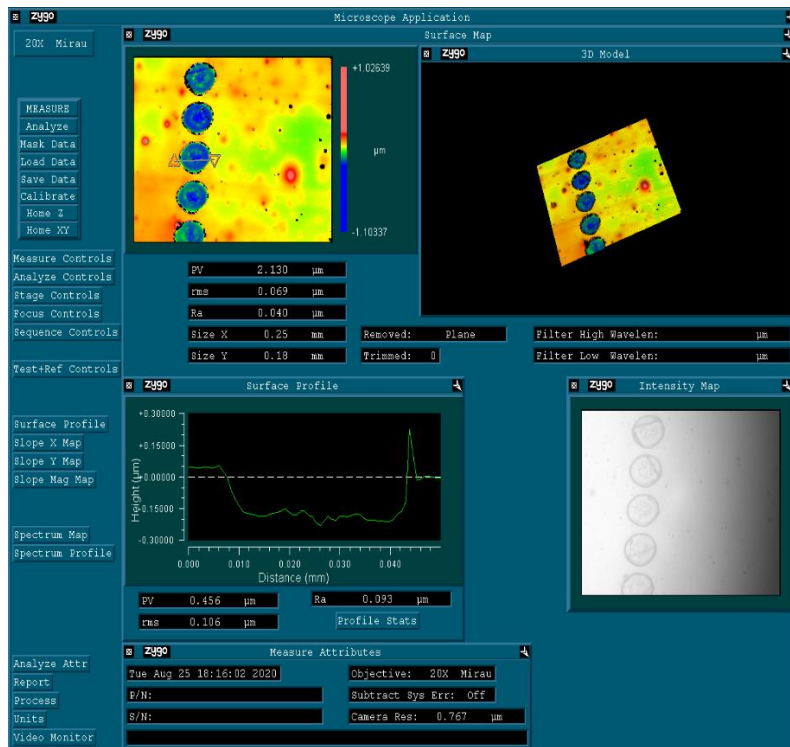 zygo Microscope Application
20X Mirau
zygo Surface Map
zygo 3D Model
+1.02639
µm
-1.10337
MEASURE
Analyze
Mask Data
Load Data
Save Data
Calibrate
Home Z
Home XY
Measure Controls
Analyze Controls
Stage Controls
Focus Controls
Sequence Controls
Test+Ref Controls
PV 2.130 µm
rms 0.069 µm
Ra 0.040 µm
Size X 0.25 mm
Size Y 0.18 mm
Removed: Plane
Trimmed: 0
Filter High Wavelen: µm
Filter Low Wavelen: µm
Surface Profile
Slope X Map
Slope Y Map
Slope Mag Map
Spectrum Map
Spectrum Profile
zygo Surface Profile
+0.30000
+0.15000
+0.00000
-0.15000
-0.30000
Height (µm)
0.000 0.010 0.020 0.030 0.040
Distance (mm)
PV 0.456 µm
Ra 0.093 µm
rms 0.106 µm
Profile Stats
zygo Intensity Map
Analyze Attr
Report
Process
Units
Video Monitor
zygo Measure Attributes
Tue Aug 25 18:16:02 2020
P/N:
S/N:
Objective: 20X Mirau
Subtract Sys Err: Off
Camera Res: 0.767 µm